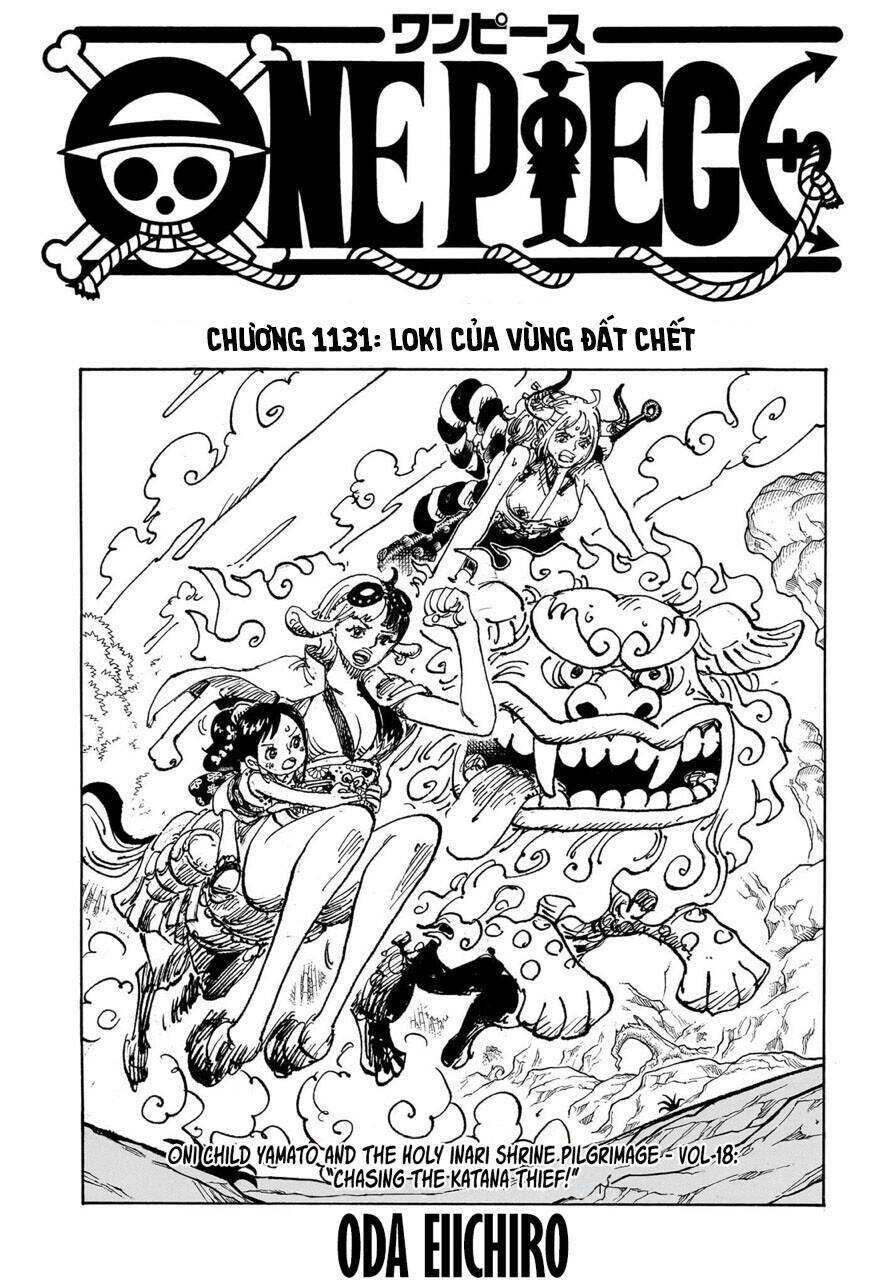 ワンピース
ONE PIECE
CHƯƠNG 1131: LOKI CỦA VÙNG ĐẤT CHẾT
ONI CHILD YAMATO AND THE HOLY INARI SHRINE PILGRIMAGE - VOL 18:
"CHASING THE KATANA THIEF!"
ODA EIICHIRO